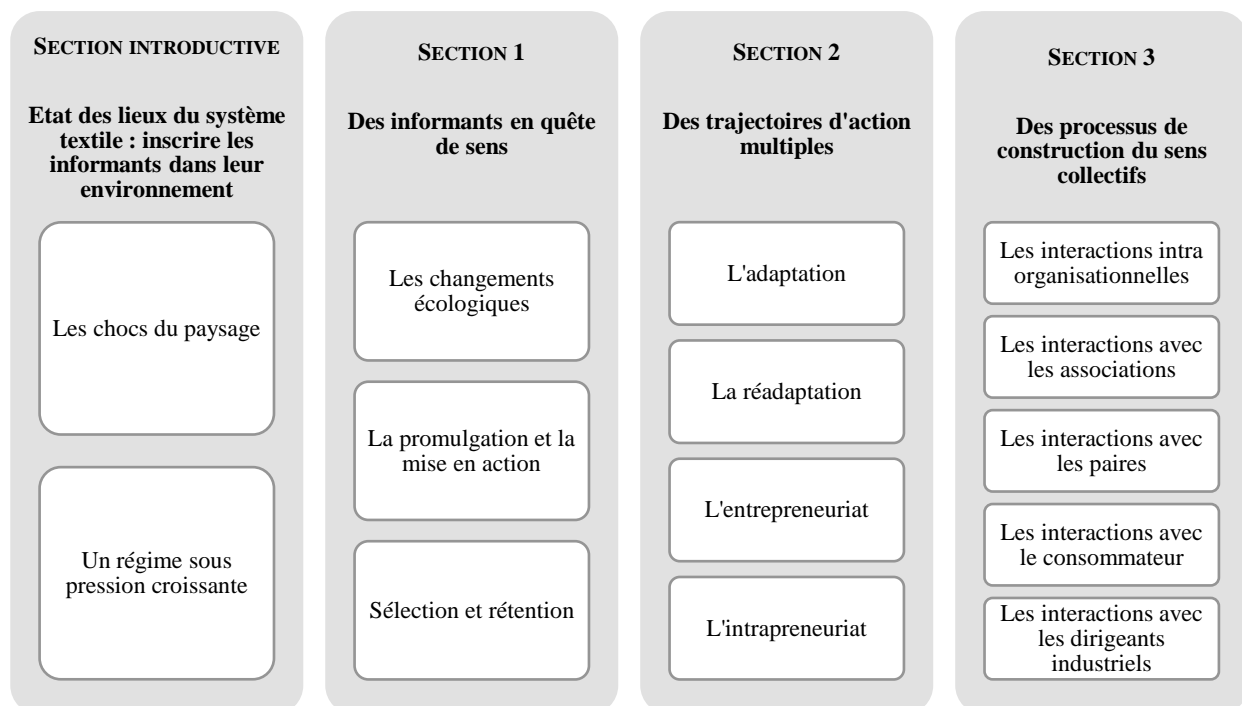 SECTION INTRODUCTIVE
Etat des lieux du système
textile : inscrire les
informants dans leur
environnement
Les chocs du paysage
Un régime sous
pression croissante
SECTION 1
Des informants en quête
de sens
Les changements
écologiques
La promulgation et la
mise en action
Sélection et rétention
SECTION 2
Des trajectoires d'action
multiples
L'adaptation
La réadaptation
L'entrepreneuriat
L'intrapreneuriat
SECTION 3
Des processus de
construction du sens
collectifs
Les interactions intra
organisationnelles
Les interactions avec
les associations
Les interactions avec
les paires
Les interactions avec
le consommateur
Les interactions avec
les dirigeants
industriels